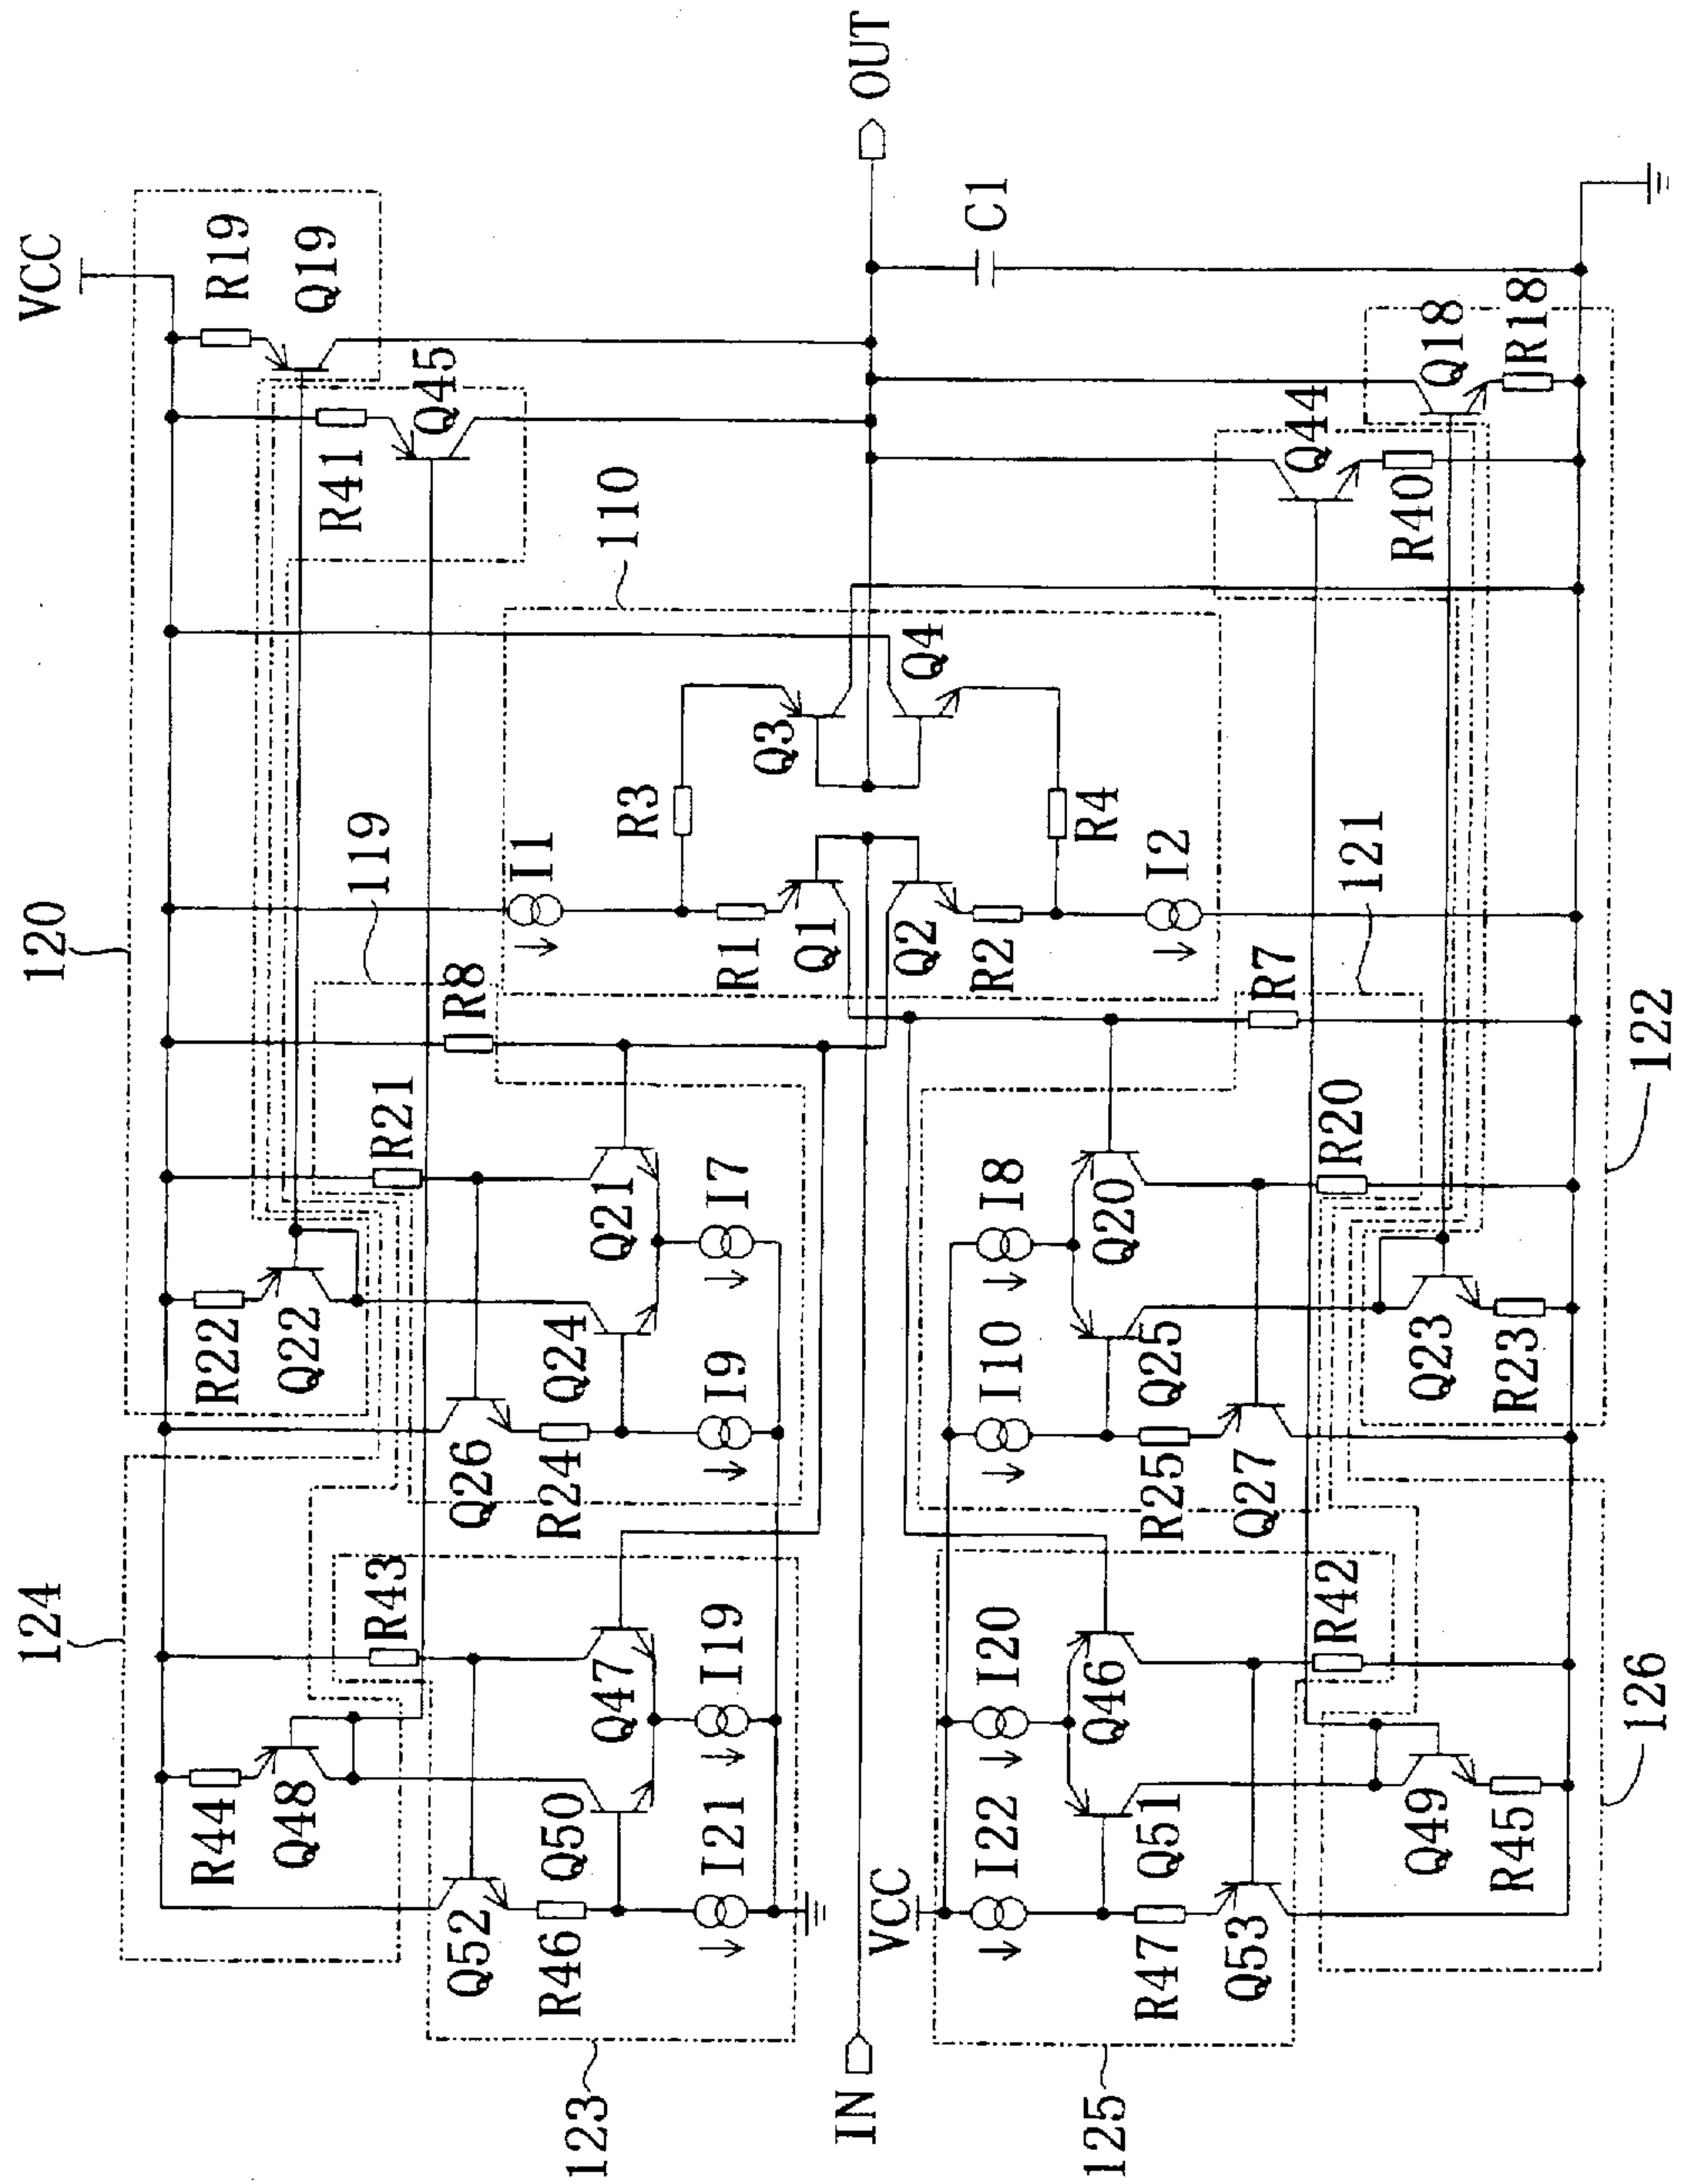 VCC
R19
Q19
R41
Q45
OUT
C1
Q18
R18
Q44
R40
110
120
119
R8
R21
I1
R3
Q3
Q4
R1
Q1
Q2
R2
R4
I2
R7
121
122
R22
Q22
Q21
I7
Q24
Q26
R24
I9
I8
Q20
R20
I10
Q25
R25
Q27
Q23
R23
124
R43
R44
Q48
Q47
I19
Q50
Q52
R46
I21
123
IN
VCC
I20
Q46
R42
I22
Q51
R47
Q53
Q49
R45
125
126